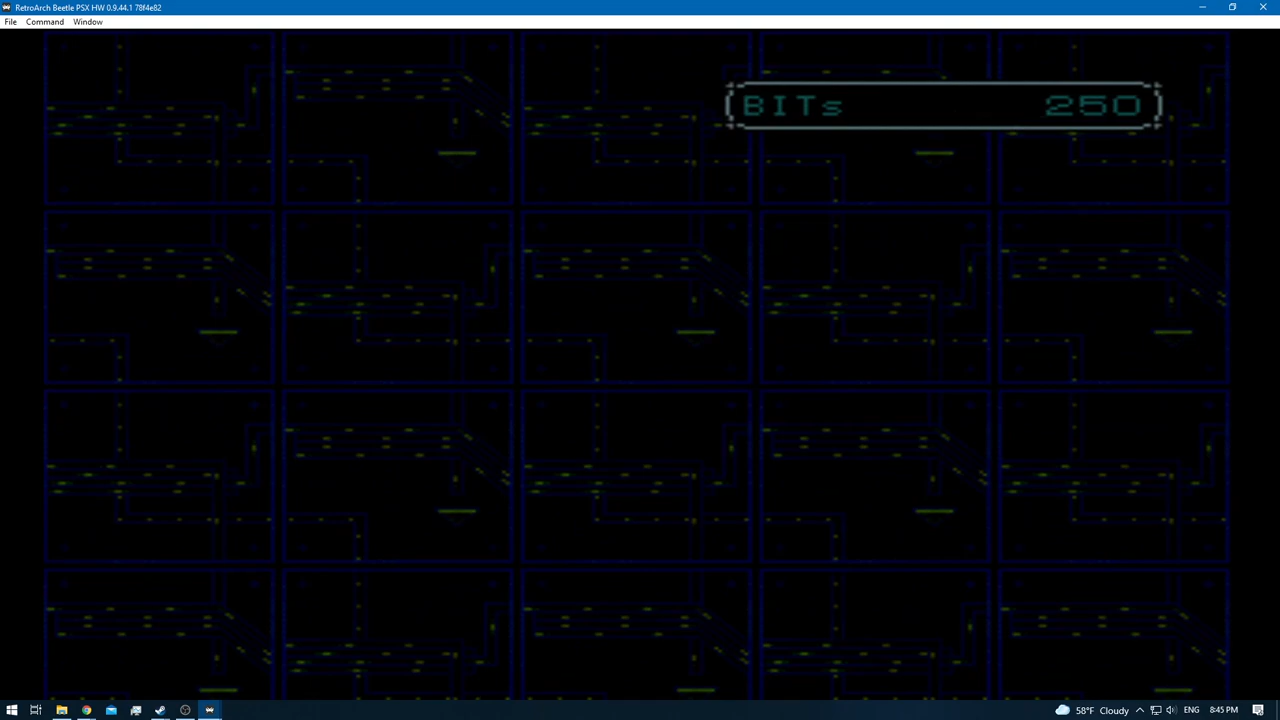 RetroArch Beetle PSX HW 0.9.44.1 78f4e82
File Command Window
BITs 250
58°F Cloudy ENG 8:45 PM